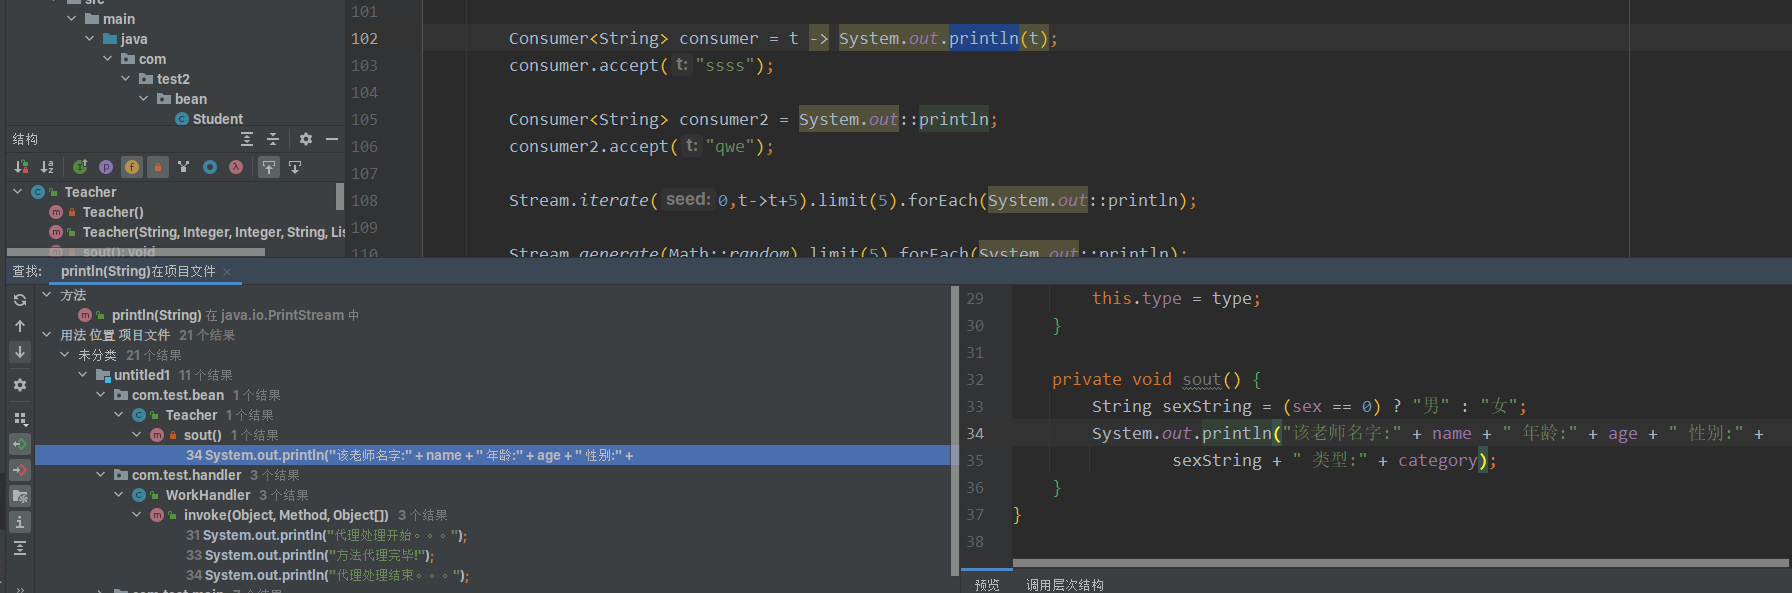 src
main
java
com
test2
bean
Student
结构
Teacher
Teacher()
Teacher(String, Integer, Integer, String, Lis
sout(): void
101
102 Consumer<String> consumer = t -> System.out.println(t);
103 consumer.accept( t: "ssss");
104
105 Consumer<String> consumer2 = System.out::println;
106 consumer2.accept( t: "qwe");
107
108 Stream.iterate( seed: 0,t->t+5).limit(5).forEach(System.out::println);
109
110 Stream.generate(Math::random).limit(5).forEach(System.out::println);
查找: println(String)在项目文件 ×
方法
println(String) 在 java.io.PrintStream 中
用法 位置 项目文件 21 个结果
未分类 21 个结果
untitled1 11 个结果
com.test.bean 1 个结果
Teacher 1 个结果
sout() 1 个结果
34 System.out.println("该老师名字:" + name + " 年龄:" + age + " 性别:" +
com.test.handler 3 个结果
WorkHandler 3 个结果
invoke(Object, Method, Object[]) 3 个结果
31 System.out.println("代理处理开始。。。");
33 System.out.println("方法代理完毕!");
34 System.out.println("代理处理结束。。。");
com.test.main 7 个结果
29 this.type = type;
30 }
31
32 private void sout() {
33 String sexString = (sex == 0) ? "男" : "女";
34 System.out.println("该老师名字:" + name + " 年龄:" + age + " 性别:" +
35 sexString + " 类型:" + category);
36 }
37 }
38
预览 调用层次结构